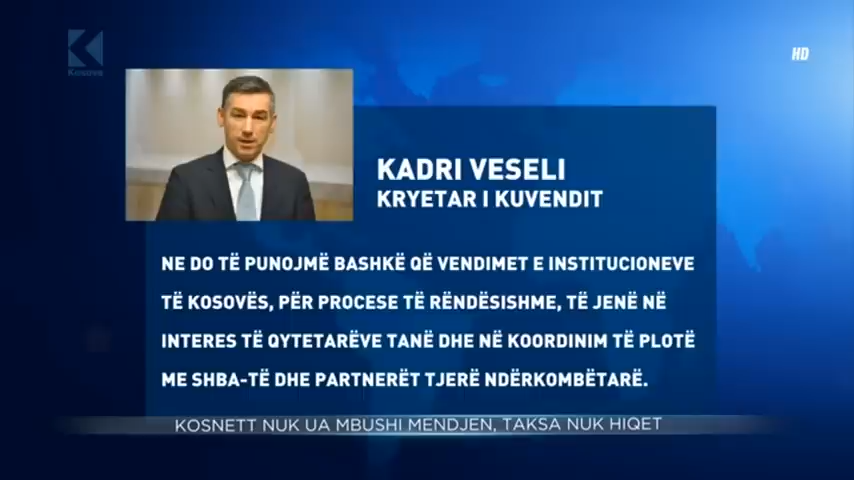 Kosova
HD
KADRI VESELI
KRYETAR I KUVENDIT
NE DO TË PUNOJMË BASHKË QË VENDIMET E INSTITUCIONEVE
TË KOSOVËS, PËR PROCESE TË RËNDËSISHME, TË JENË NË
INTERES TË QYTETARËVE TANË DHE NË KOORDINIM TË PLOTË
ME SHBA-TË DHE PARTNERËT TJERË NDËRKOMBËTARË.
KOSNETT NUK UA MBUSHI MENDJEN, TAKSA NUK HIQET